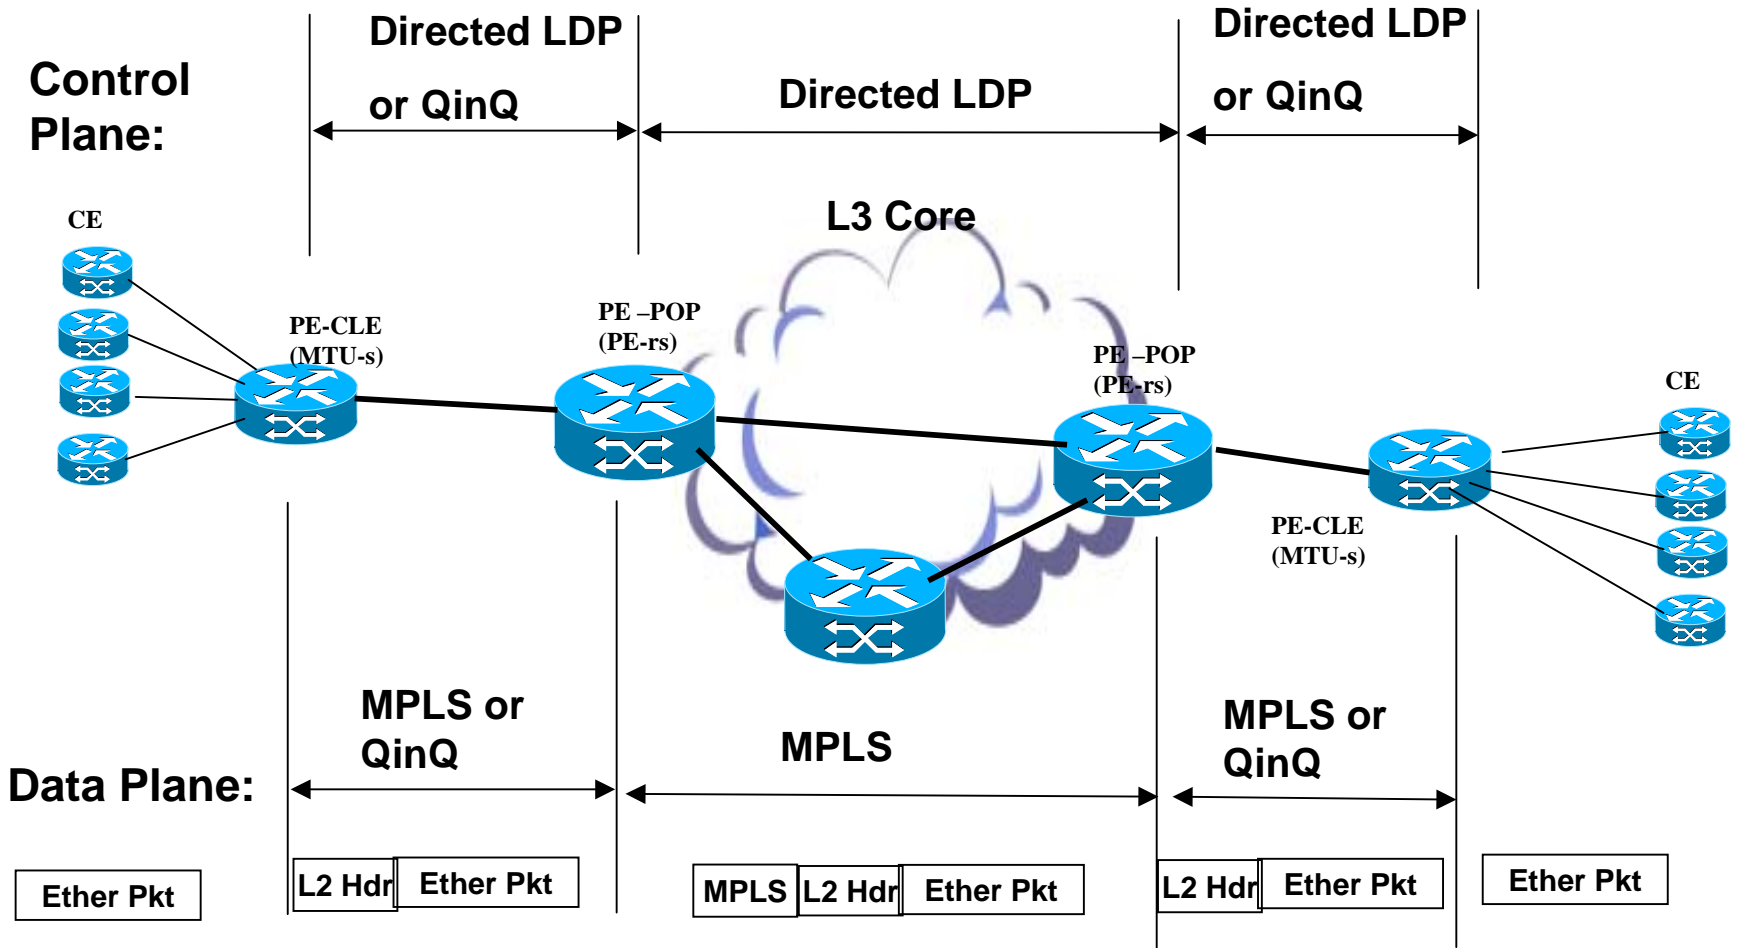 Directed LDP
or QinQ
Directed LDP
Directed LDP
or QinQ
Control
Plane:
L3 Core
CE
PE-CLE
(MTU-s)
PE –POP
(PE-rs)
PE –POP
(PE-rs)
CE
PE-CLE
(MTU-s)
MPLS or
QinQ
MPLS
MPLS or
QinQ
Data Plane:
Ether Pkt
L2 Hdr
Ether Pkt
MPLS
L2 Hdr
Ether Pkt
L2 Hdr
Ether Pkt
Ether Pkt